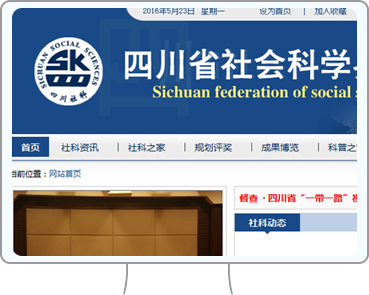 2016年5月23日 星期一 设为首页 | 加入收藏
SICHUAN SOCIAL SCIENCES
SK
四川社科
四川省社会科学
Sichuan federation of social
首页 社科资讯 | 社科之家 | 规划评奖 | 成果博览 | 科普之
当前位置：网站首页
督查·四川省“一带一路”
社科动态